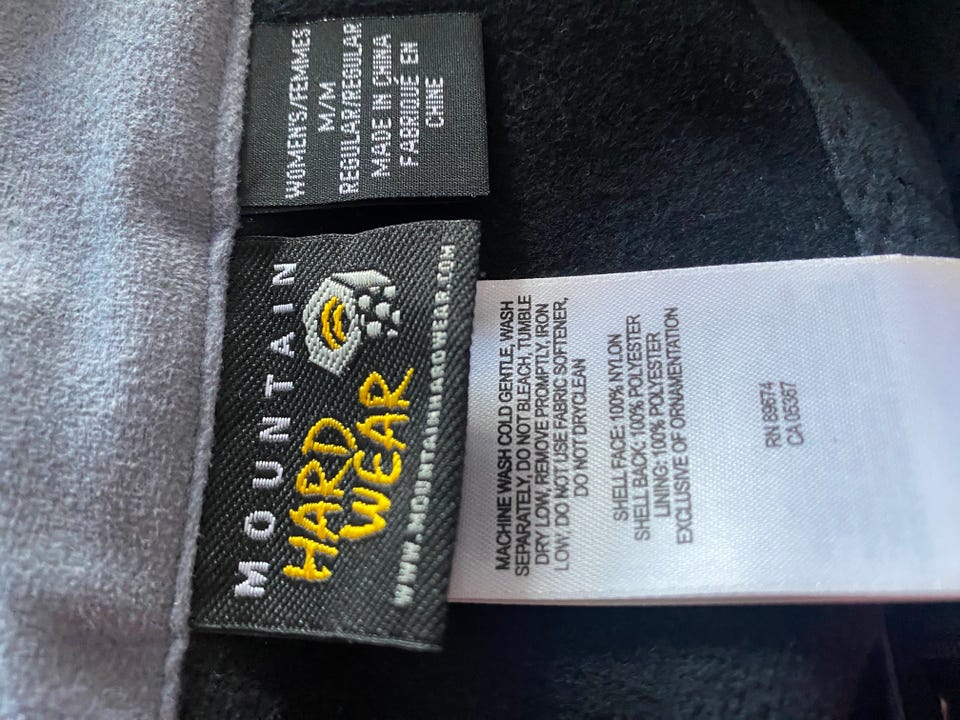 WOMEN'S/FEMMES
M/M
REGULAR/REGULAR
MADE IN CHINA
FABRIQUÉ EN
CHINE
MOUNTAIN
HARD
WEAR
WWW.MOUNTAINHARDWEAR.COM
MACHINE WASH COLD GENTLE, WASH
SEPARATELY, DO NOT BLEACH, TUMBLE
DRY LOW, REMOVE PROMPTLY, IRON
LOW, DO NOT USE FABRIC SOFTENER,
DO NOT DRYCLEAN
SHELL FACE: 100% NYLON
SHELL BACK: 100% POLYESTER
LINING: 100% POLYESTER
EXCLUSIVE OF ORNAMENTATION
RN 89674
CA 05367